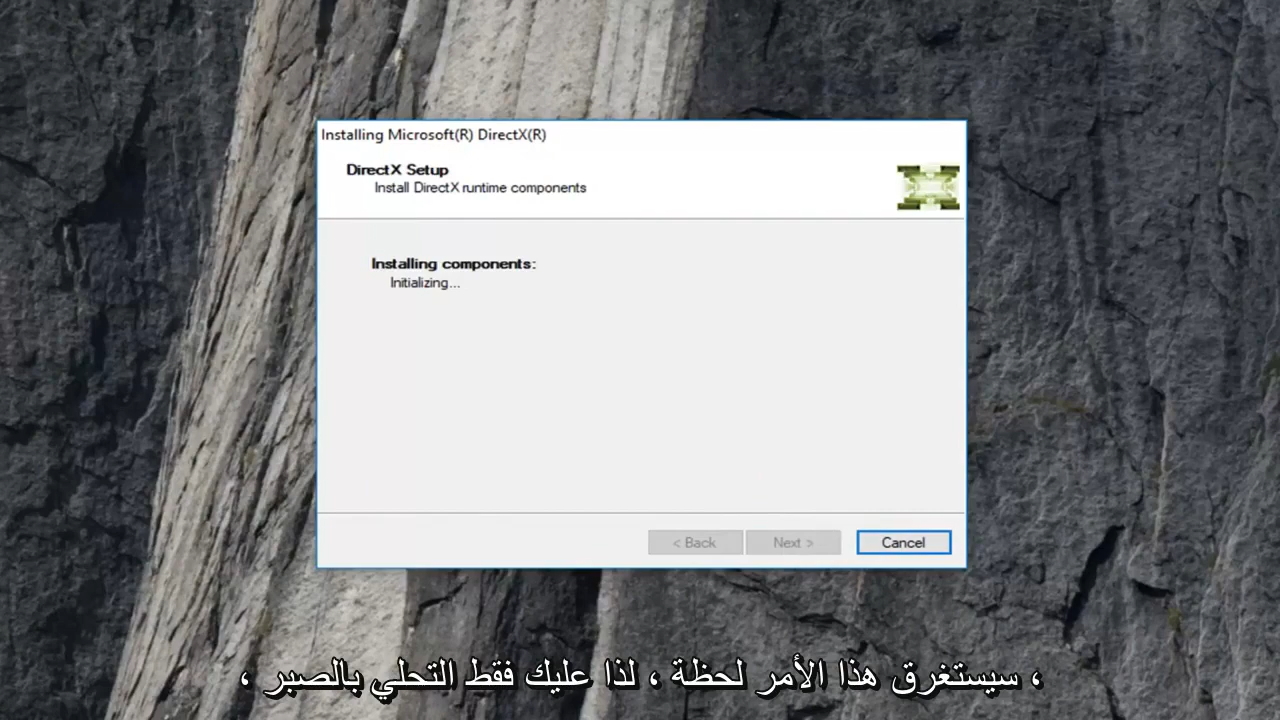 Installing Microsoft(R) DirectX(R)
DirectX Setup
Install DirectX runtime components
Installing components:
Initializing...
< Back
Next >
Cancel
، سيستغرق هذا الأمر لحظة ، لذا عليك فقط التحلي بالصبر ،